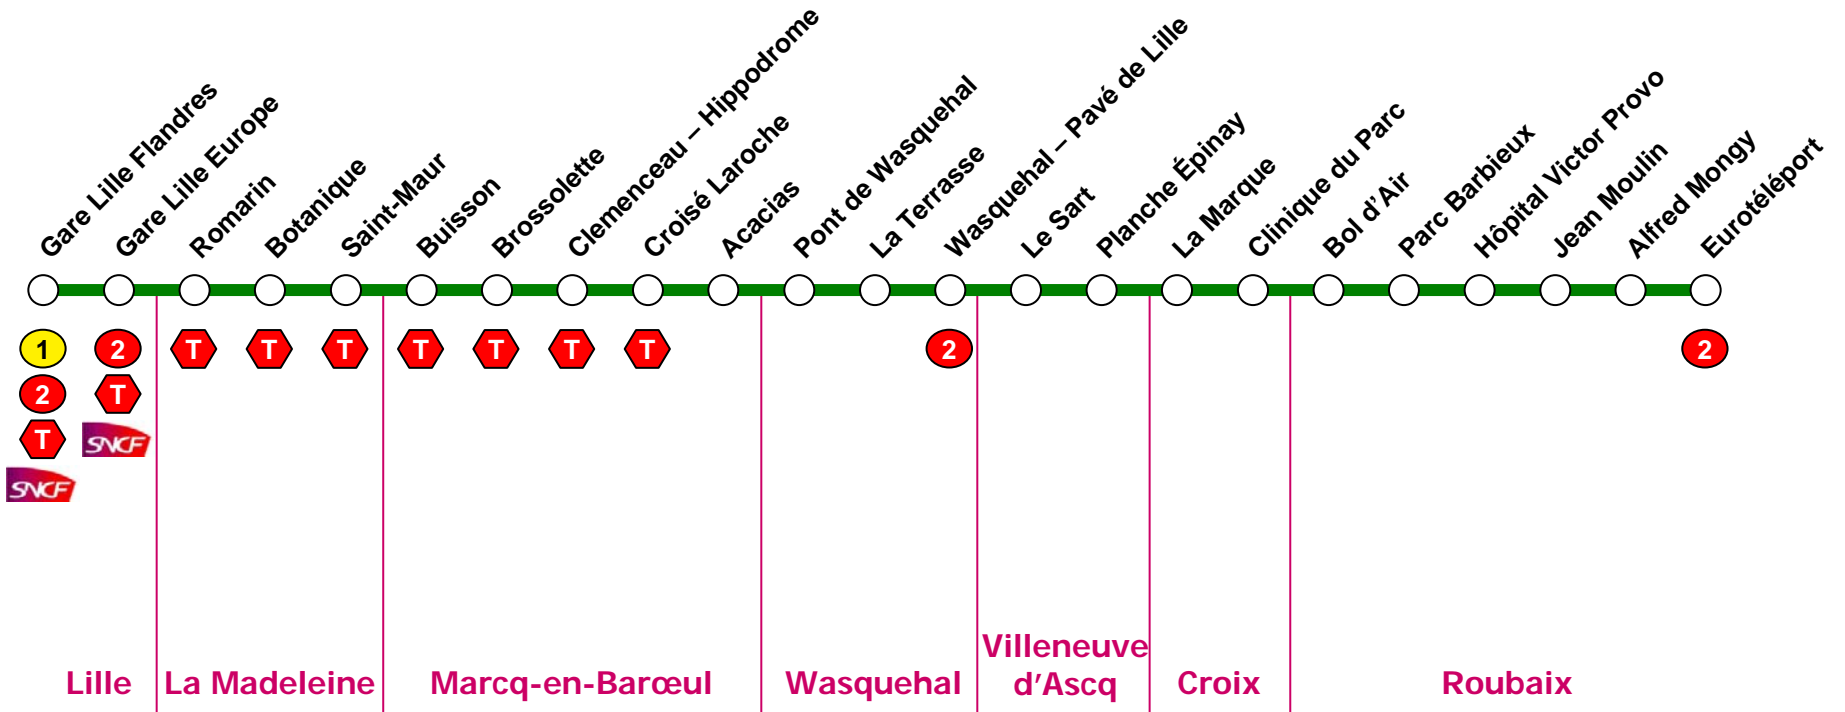 Gare Lille Flandres
Gare Lille Europe
Romarin
Botanique
Saint-Maur
Buisson
Brossolette
Clemenceau – Hippodrome
Croisé Laroche
Acacias
Pont de Wasquehal
La Terrasse
Wasquehal – Pavé de Lille
Le Sart
Planche Épinay
La Marque
Clinique du Parc
Bol d'Air
Parc Barbieux
Hôpital Victor Provo
Jean Moulin
Alfred Mongy
Eurotéléport
1 2 T T T T T T T 2 2
2 T
T SNCF
SNCF
Lille
La Madeleine
Marcq-en-Barœul
Wasquehal
Villeneuve
d'Ascq
Croix
Roubaix